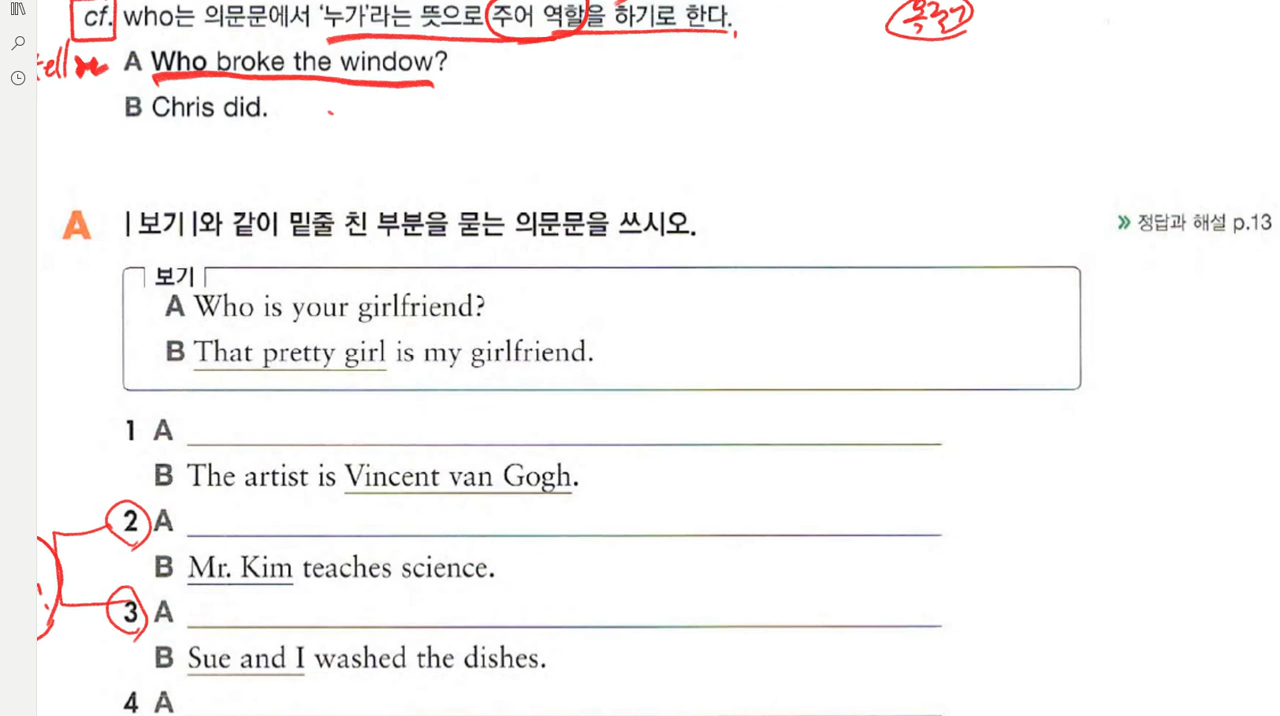 cf. who는 의문문에서 '누가'라는 뜻으로 주어 역할을 하기로 한다.
tell me A Who broke the window?
B Chris did.
A |보기|와 같이 밑줄 친 부분을 묻는 의문문을 쓰시오.
» 정답과 해설 p.13
보기
A Who is your girlfriend?
B That pretty girl is my girlfriend.
1 A
B The artist is Vincent van Gogh.
2 A
B Mr. Kim teaches science.
3 A
B Sue and I washed the dishes.
4 A